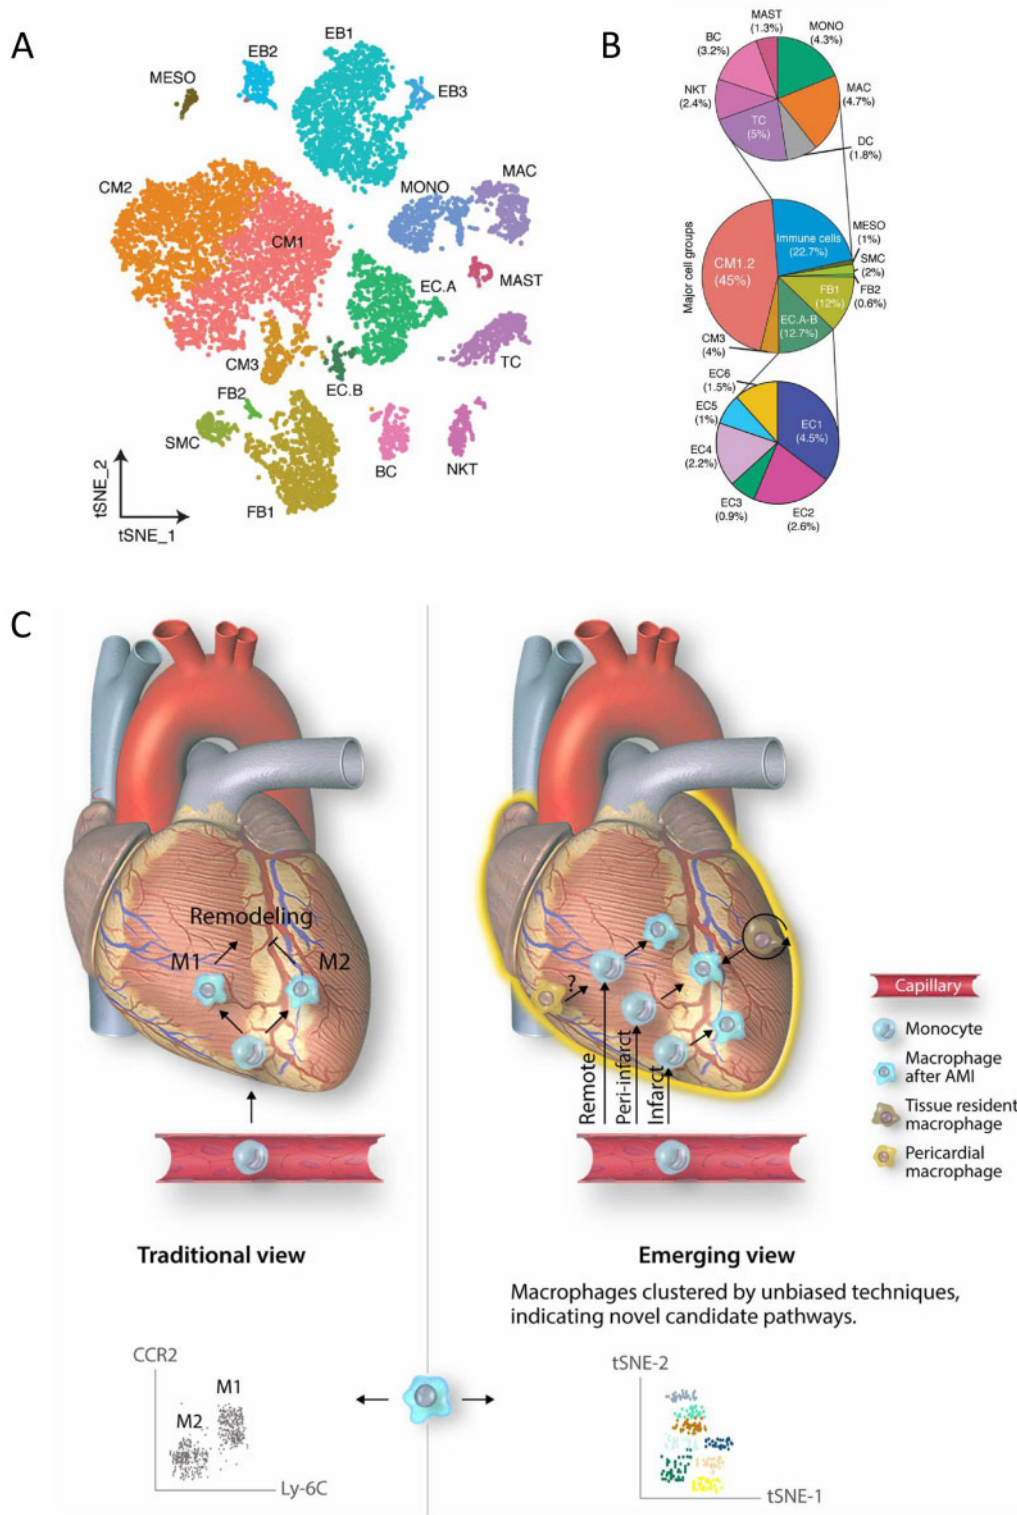 A
EB1
EB2
MESO
EB3
MAC
MONO
CM2
CM1
MAST
EC.A
TC
CM3
EC.B
FB2
SMC
BC
NKT
FB1
tSNE_2
tSNE_1
B
MAST
(1.3%)
MONO
(4.3%)
BC
(3.2%)
MAC
(4.7%)
NKT
(2.4%)
TC
(5%)
DC
(1.8%)
Major cell groups
Immune cells
(22.7%)
MESO
(1%)
SMC
(2%)
CM1.2
(45%)
FB1
(12%)
FB2
(0.6%)
EC.A-B
(12.7%)
CM3
(4%)
EC6
(1.5%)
EC5
(1%)
EC1
(4.5%)
EC4
(2.2%)
EC3
(0.9%)
EC2
(2.6%)
C
Remodeling
M1
M2
?
Remote
Peri-infarct
Infarct
Capillary
Monocyte
Macrophage
after AMI
Tissue resident
macrophage
Pericardial
macrophage
Traditional view
Emerging view
Macrophages clustered by unbiased techniques,
indicating novel candidate pathways.
CCR2
M1
M2
Ly-6C
tSNE-2
tSNE-1